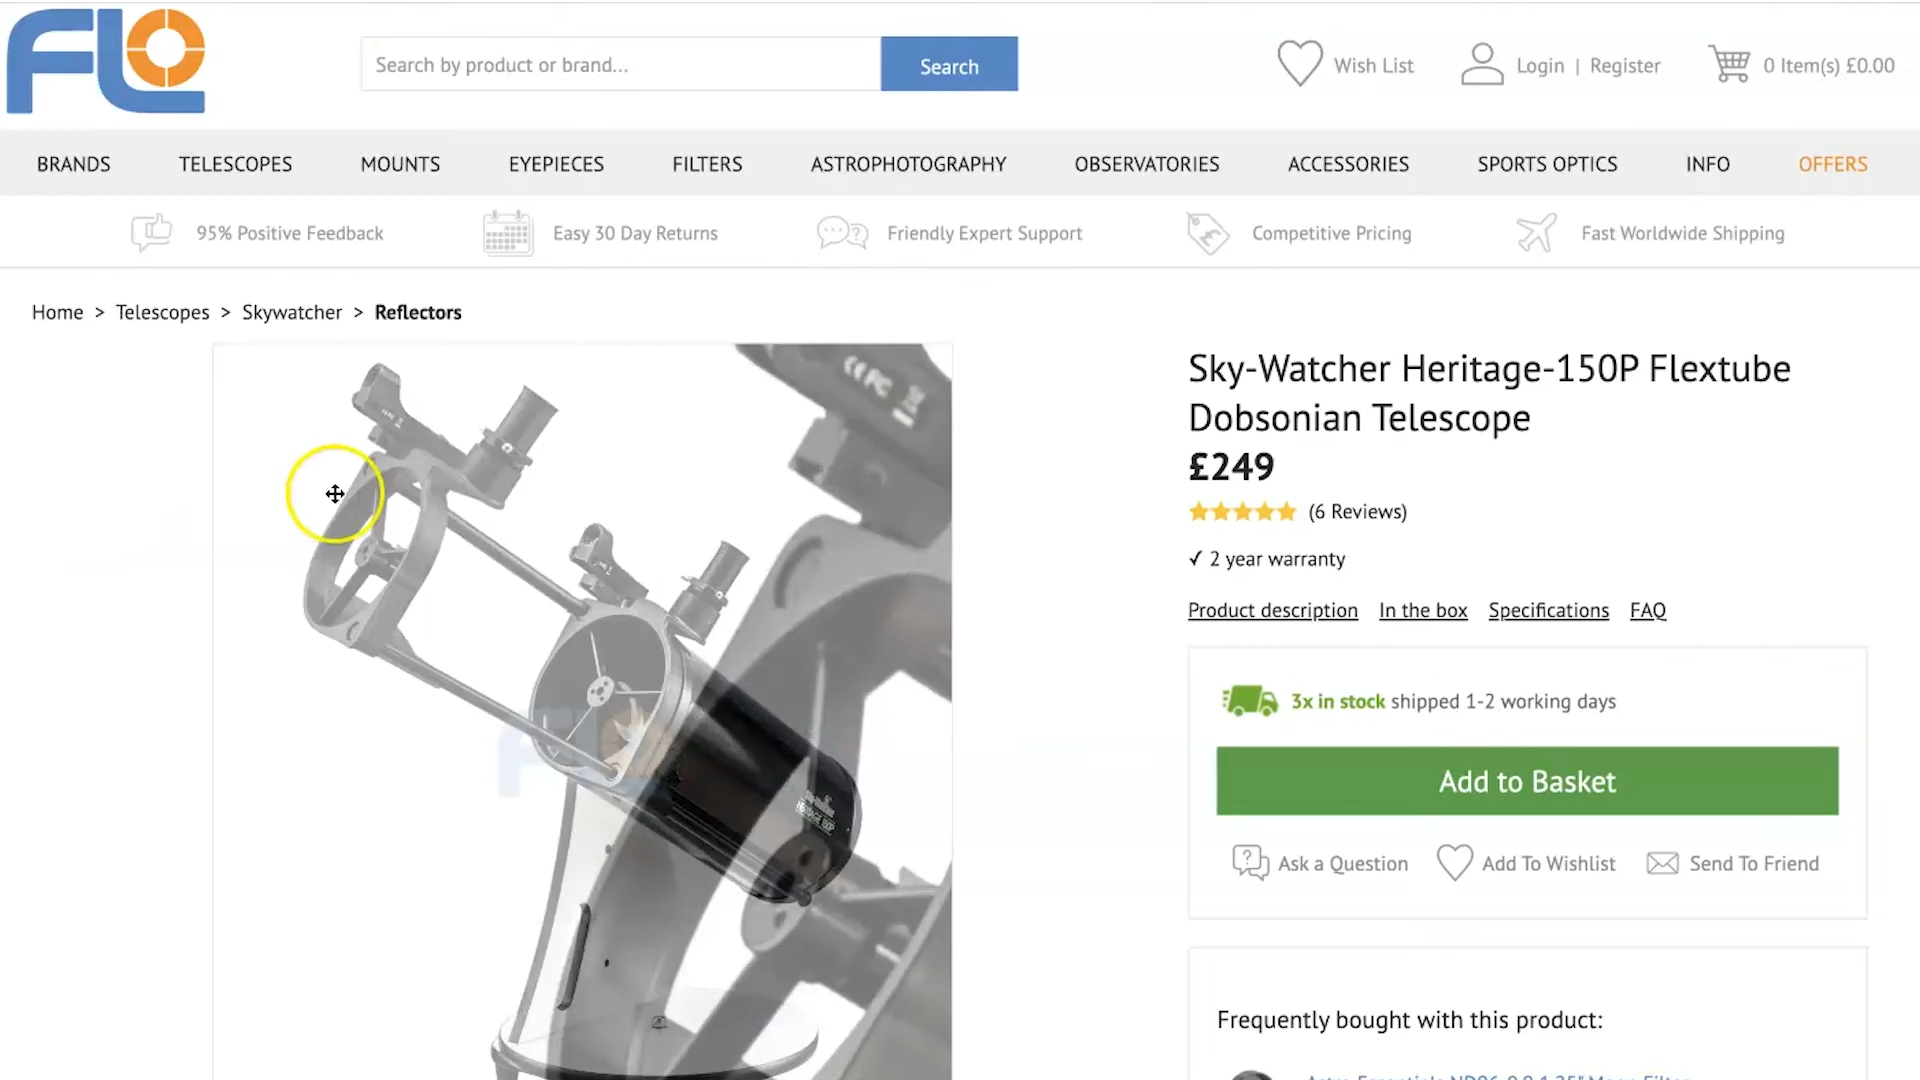 FLO
Search by product or brand...
Search
Wish List
Login | Register
0 Item(s) £0.00
BRANDS
TELESCOPES
MOUNTS
EYEPIECES
FILTERS
ASTROPHOTOGRAPHY
OBSERVATORIES
ACCESSORIES
SPORTS OPTICS
INFO
OFFERS
95% Positive Feedback
Easy 30 Day Returns
Friendly Expert Support
Competitive Pricing
Fast Worldwide Shipping
Home > Telescopes > Skywatcher > Reflectors
Sky-Watcher Heritage-150P Flextube
Dobsonian Telescope
£249
(6 Reviews)
✓ 2 year warranty
Product description
In the box
Specifications
FAQ
3x in stock shipped 1-2 working days
Add to Basket
Ask a Question
Add To Wishlist
Send To Friend
FLO
Frequently bought with this product: